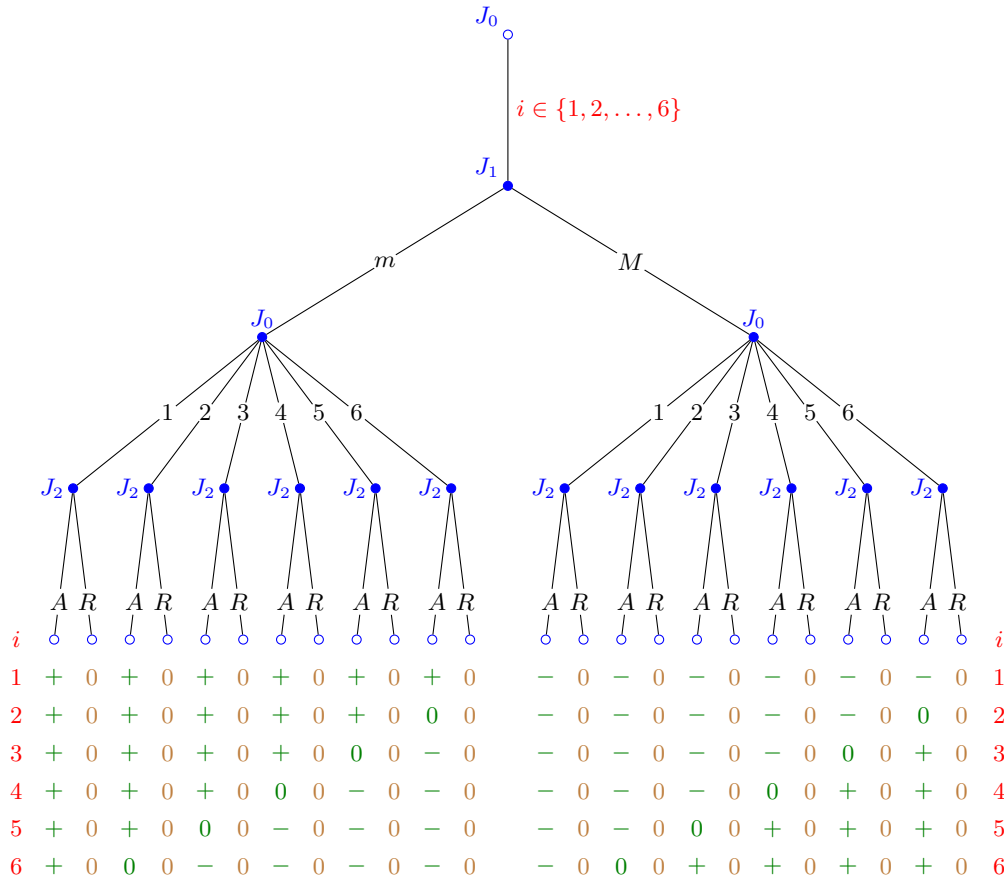 J₀
i ∈ {1, 2, . . . , 6}
J₁
m M
J₀ J₀
1 2 3 4 5 6 1 2 3 4 5 6
J₂ J₂ J₂ J₂ J₂ J₂ J₂ J₂ J₂ J₂ J₂ J₂
A R A R A R A R A R A R A R A R A R A R A R A R
i i
1 + 0 + 0 + 0 + 0 + 0 + 0 − 0 − 0 − 0 − 0 − 0 − 0 1
2 + 0 + 0 + 0 + 0 + 0 0 0 − 0 − 0 − 0 − 0 − 0 0 0 2
3 + 0 + 0 + 0 + 0 0 0 − 0 − 0 − 0 − 0 − 0 0 0 + 0 3
4 + 0 + 0 + 0 0 0 − 0 − 0 − 0 − 0 − 0 0 0 + 0 + 0 4
5 + 0 + 0 0 0 − 0 − 0 − 0 − 0 − 0 0 0 + 0 + 0 + 0 5
6 + 0 0 0 − 0 − 0 − 0 − 0 − 0 0 0 + 0 + 0 + 0 + 0 6